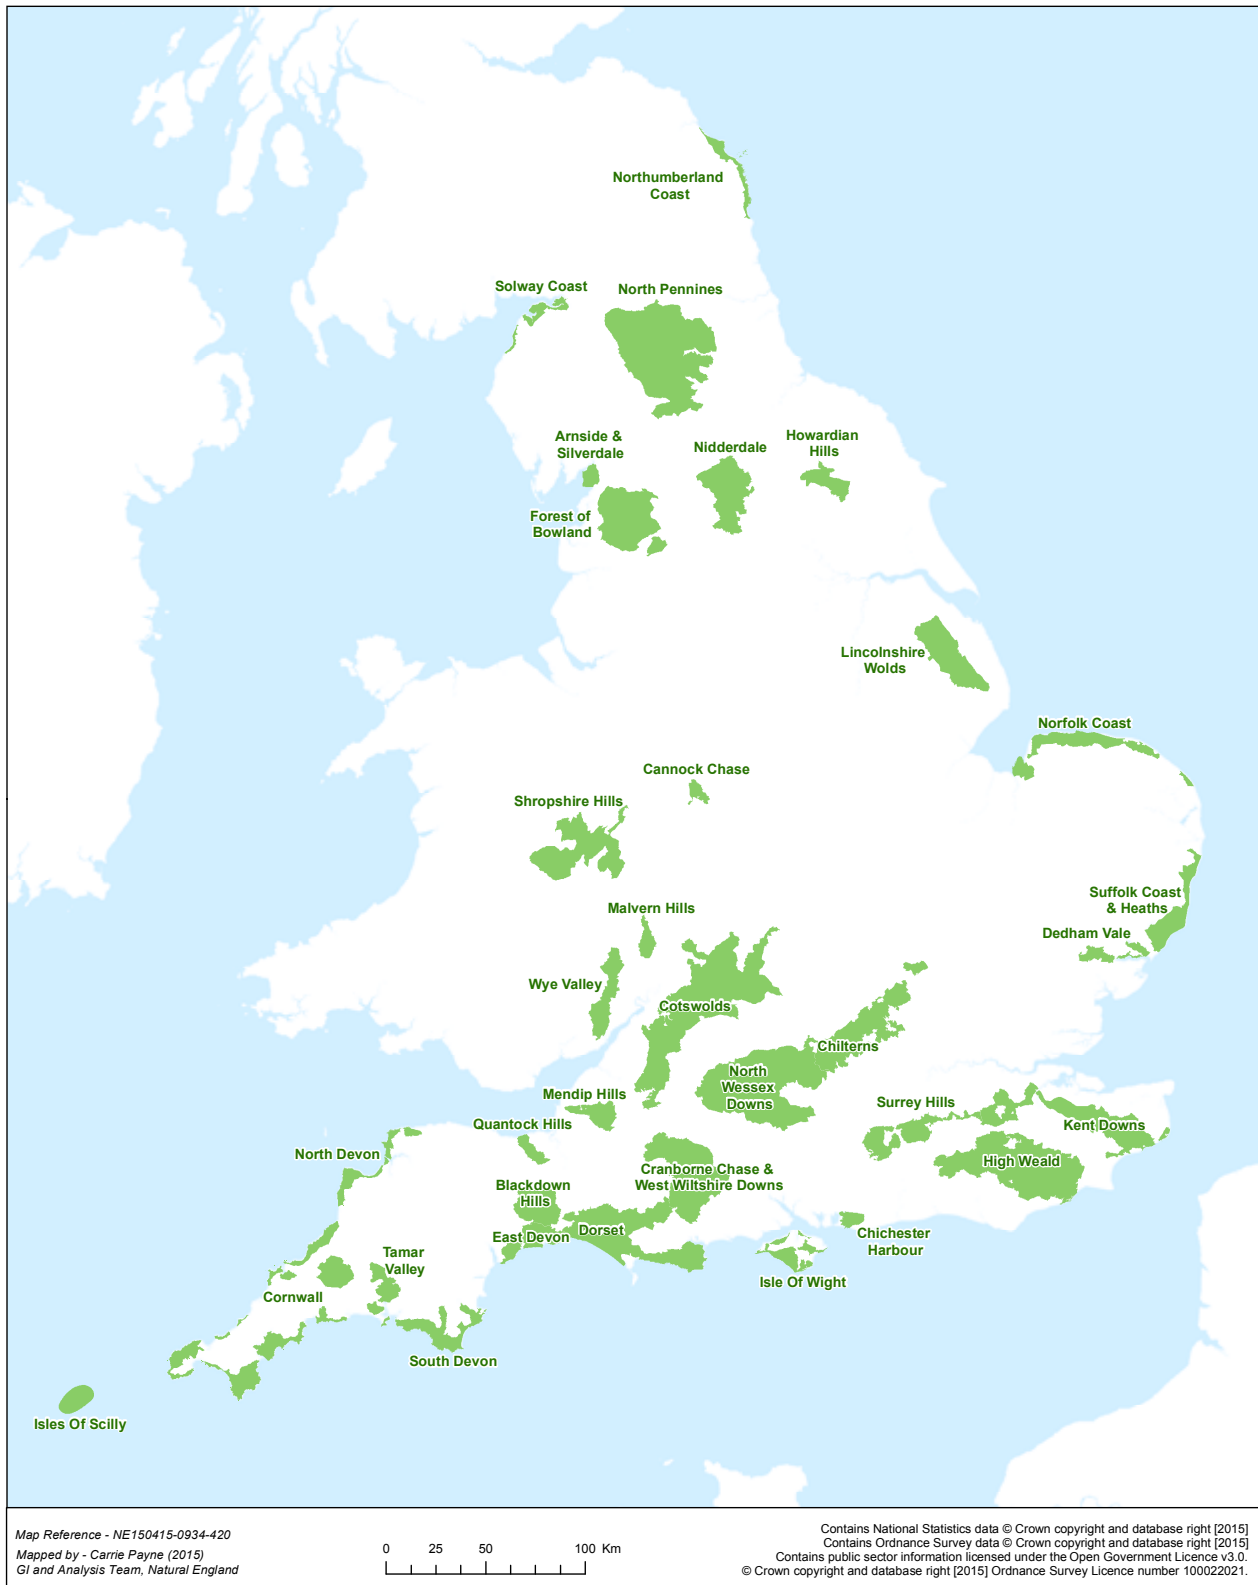 Northumberland
Coast
Solway Coast
North Pennines
Arnside &
Silverdale
Nidderdale
Howardian
Hills
Forest of
Bowland
Lincolnshire
Wolds
Norfolk Coast
Cannock Chase
Shropshire Hills
Suffolk Coast
& Heaths
Malvern Hills
Dedham Vale
Wye Valley
Cotswolds
Chilterns
North
Wessex
Downs
Mendip Hills
Surrey Hills
Quantock Hills
Kent Downs
North Devon
High Weald
Cranborne Chase &
West Wiltshire Downs
Blackdown
Hills
East Devon
Dorset
Chichester
Harbour
Tamar
Valley
Isle Of Wight
Cornwall
South Devon
Isles Of Scilly
Map Reference - NE150415-0934-420
Mapped by - Carrie Payne (2015)
GI and Analysis Team, Natural England
0 25 50 100 Km
Contains National Statistics data © Crown copyright and database right [2015]
Contains Ordnance Survey data © Crown copyright and database right [2015]
Contains public sector information licensed under the Open Government Licence v3.0.
© Crown copyright and database right [2015] Ordnance Survey Licence number 100022021.